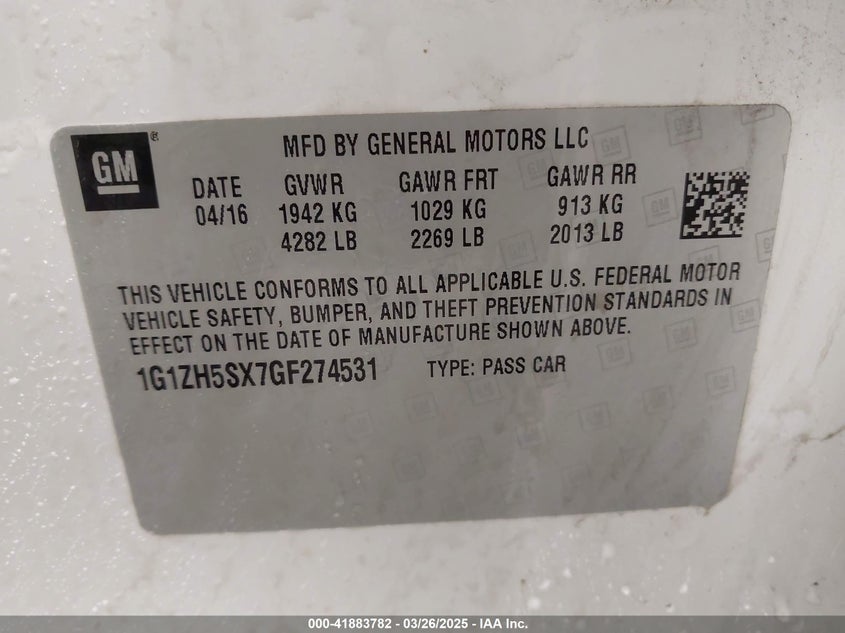 GM®
MFD BY GENERAL MOTORS LLC
DATE GVWR GAWR FRT GAWR RR
04/16 1942 KG 1029 KG 913 KG
4282 LB 2269 LB 2013 LB
THIS VEHICLE CONFORMS TO ALL APPLICABLE U.S. FEDERAL MOTOR
VEHICLE SAFETY, BUMPER, AND THEFT PREVENTION STANDARDS IN
EFFECT ON THE DATE OF MANUFACTURE SHOWN ABOVE.
1G1ZH5SX7GF274531 TYPE: PASS CAR
000-41883782 - 03/26/2025 - IAA Inc.